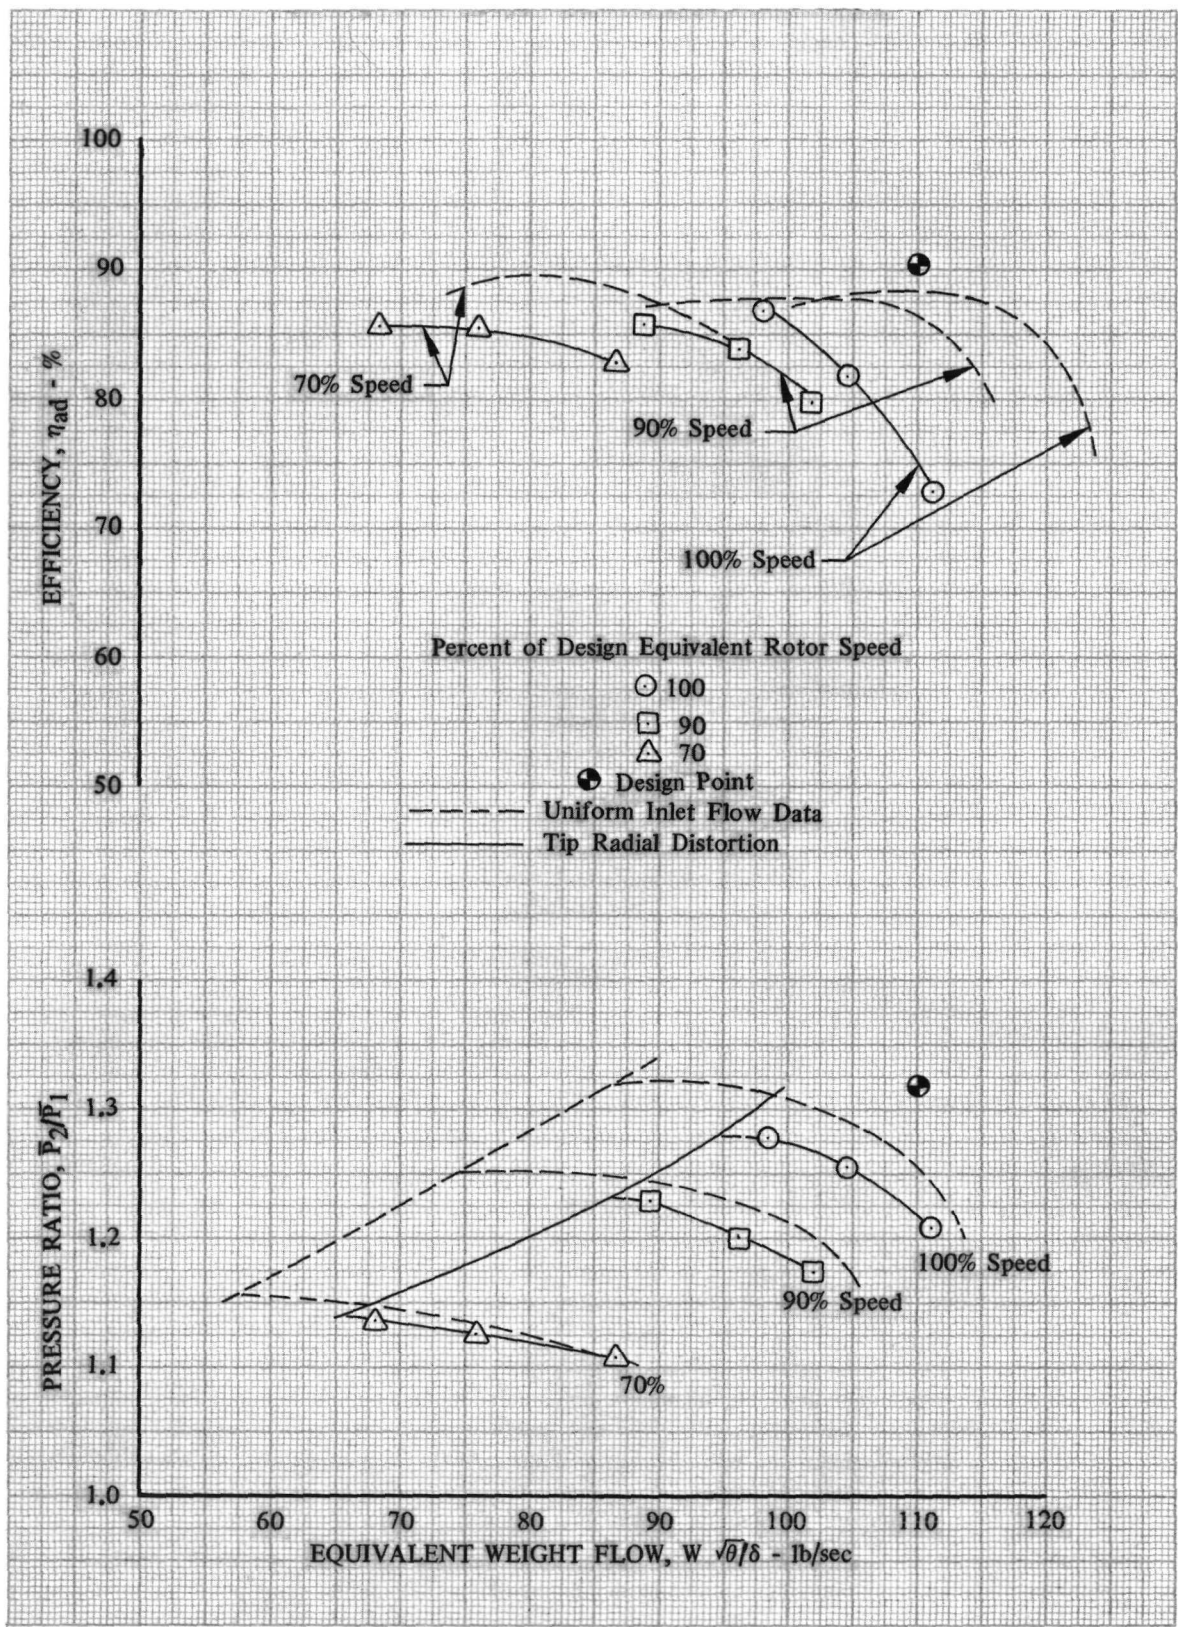 100
90
80
70
60
50
EFFICIENCY, ηad - %
70% Speed
90% Speed
100% Speed
Percent of Design Equivalent Rotor Speed
100
90
70
Design Point
Uniform Inlet Flow Data
Tip Radial Distortion
1.4
1.3
1.2
1.1
1.0
PRESSURE RATIO, P̅2/P̅1
100% Speed
90% Speed
70%
50 60 70 80 90 100 110 120
EQUIVALENT WEIGHT FLOW, W √θ/δ - lb/sec